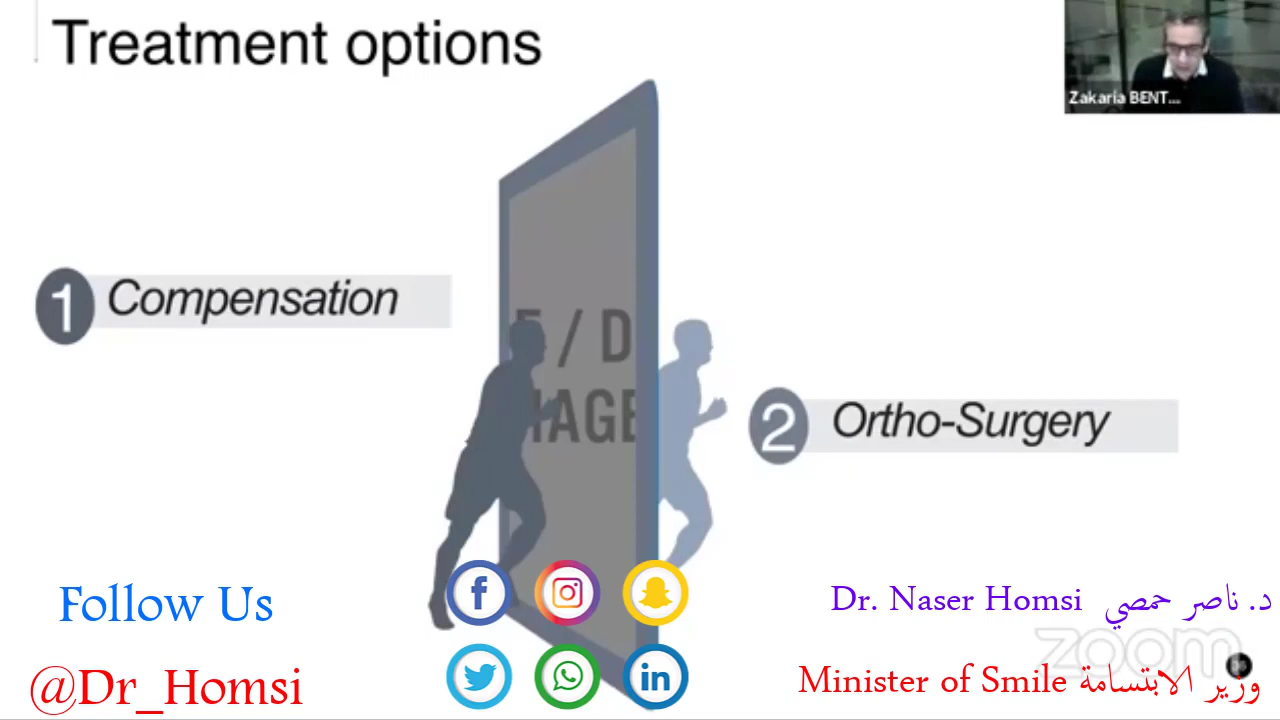 Treatment options
Zakaria BENT...
1 Compensation
/ D
IAGE
2 Ortho-Surgery
Follow Us
Dr. Naser Homsi د. ناصر حمصي
zoom
@Dr_Homsi
Minister of Smile وزير الابتسامة